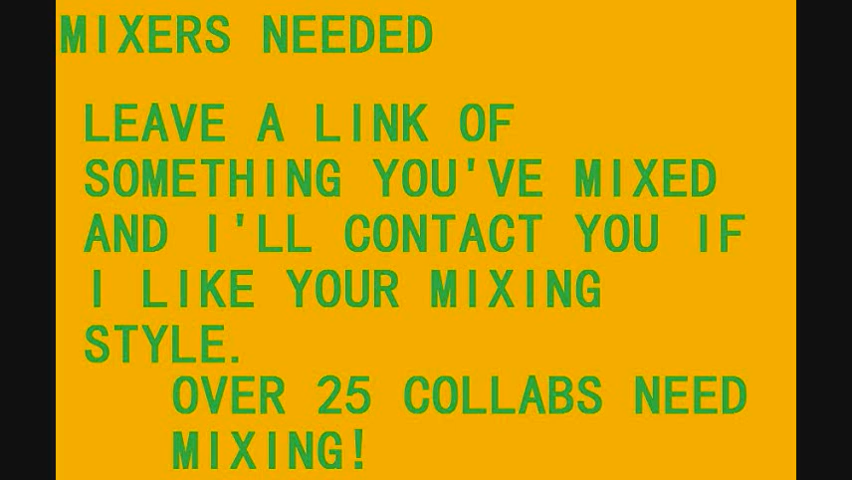 MIXERS NEEDED
LEAVE A LINK OF
SOMETHING YOU'VE MIXED
AND I'LL CONTACT YOU IF
I LIKE YOUR MIXING
STYLE.
OVER 25 COLLABS NEED
MIXING!